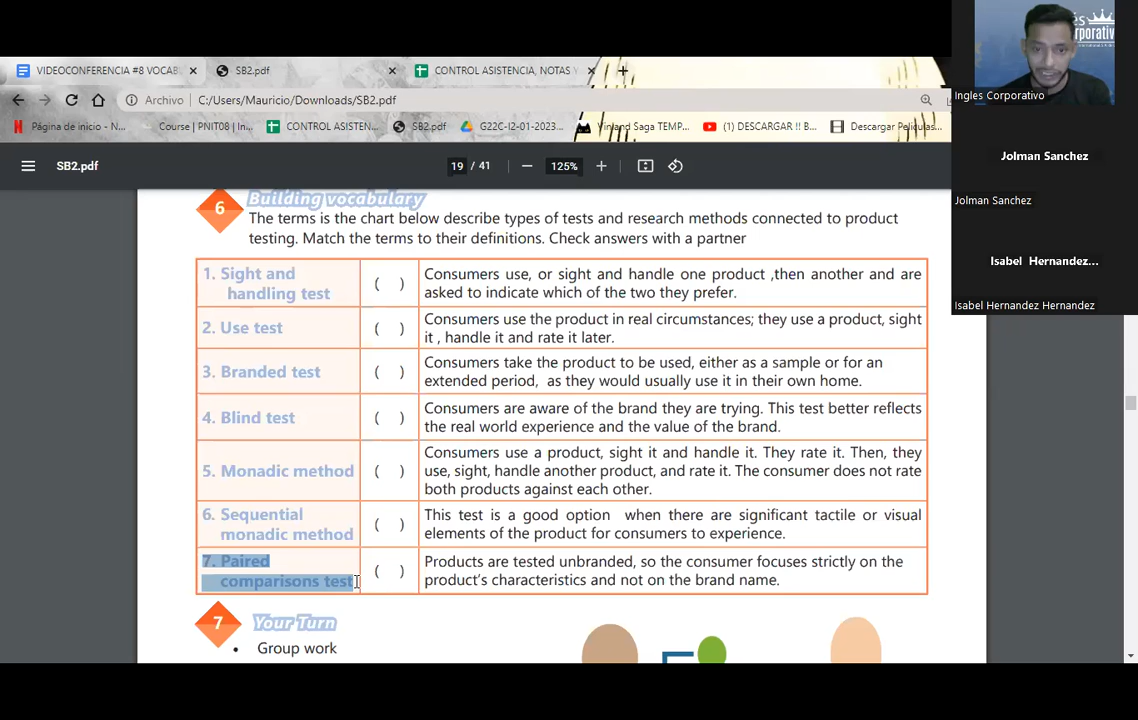 VIDEOCONFERENCIA #8 VOCAB
SB2.pdf
CONTROL ASISTENCIA, NOTAS Y
Archivo
C:/Users/Mauricio/Downloads/SB2.pdf
Página de inicio - N...
Course | PNIT08 | In...
CONTROL ASISTEN...
SB2.pdf
G22C-I2-01-2023...
Vinland Saga TEMP...
(1) DESCARGAR !! B...
Descargar Peliculas...
SB2.pdf
19 / 41
125%
6
Building vocabulary
The terms is the chart below describe types of tests and research methods connected to product
testing. Match the terms to their definitions. Check answers with a partner
1. Sight and
handling test
( )
Consumers use, or sight and handle one product ,then another and are
asked to indicate which of the two they prefer.
2. Use test
( )
Consumers use the product in real circumstances; they use a product, sight
it , handle it and rate it later.
3. Branded test
( )
Consumers take the product to be used, either as a sample or for an
extended period, as they would usually use it in their own home.
4. Blind test
( )
Consumers are aware of the brand they are trying. This test better reflects
the real world experience and the value of the brand.
5. Monadic method
( )
Consumers use a product, sight it and handle it. They rate it. Then, they
use, sight, handle another product, and rate it. The consumer does not rate
both products against each other.
6. Sequential
monadic method
( )
This test is a good option when there are significant tactile or visual
elements of the product for consumers to experience.
7. Paired
comparisons test
( )
Products are tested unbranded, so the consumer focuses strictly on the
product's characteristics and not on the brand name.
7
Your Turn
• Group work
Ingles Corporativo
Jolman Sanchez
Jolman Sanchez
Isabel Hernandez...
Isabel Hernandez Hernandez